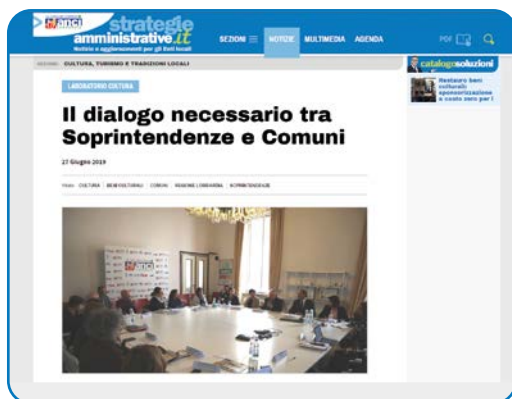 anci
strategie
amministrative.it
Notizie e aggiornamenti per gli Enti locali
SEZIONI
NOTIZIE
MULTIMEDIA
AGENDA
PDF
CULTURA, TURISMO E TRADIZIONI LOCALI
LABORATORIO CULTURA
Il dialogo necessario tra
Soprintendenze e Comuni
27 Giugno 2019
CULTURA BENI CULTURALI COMUNI REGIONE LOMBARDIA SOPRINTENDENZE
anci
catalogosoluzioni
Restauro beni
culturali:
sponsorizzazione
a costo zero per i